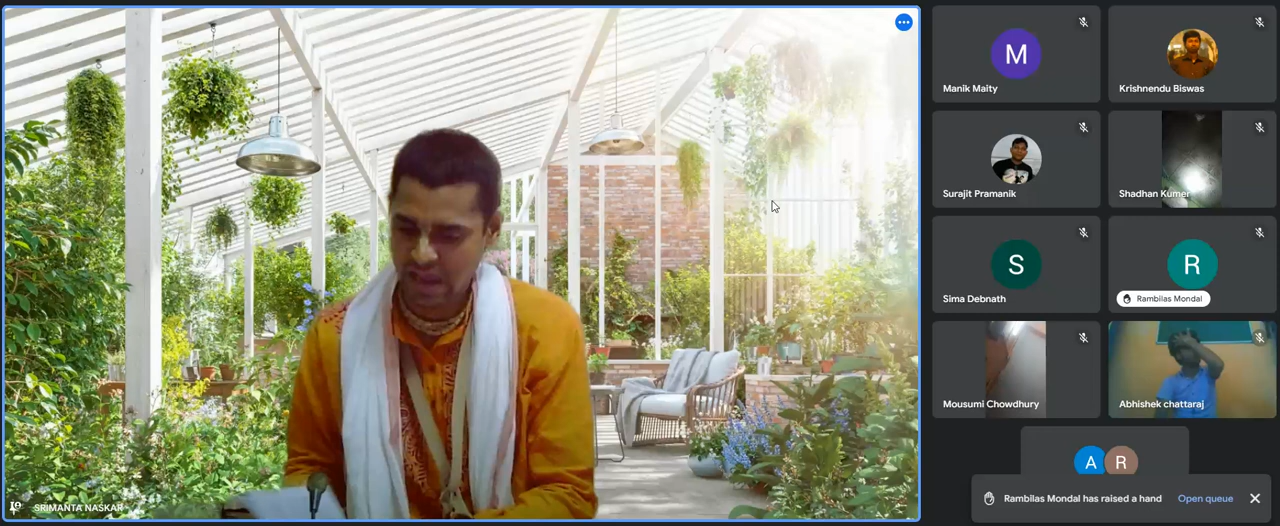 SRIMANTA NASKAR
M
Manik Maity
Krishnendu Biswas
Surajit Pramanik
Shadhan Kumer
S
Sima Debnath
R
Rambilas Mondal
Mousumi Chowdhury
Abhishek chattaraj
A R
Rambilas Mondal has raised a hand Open queue